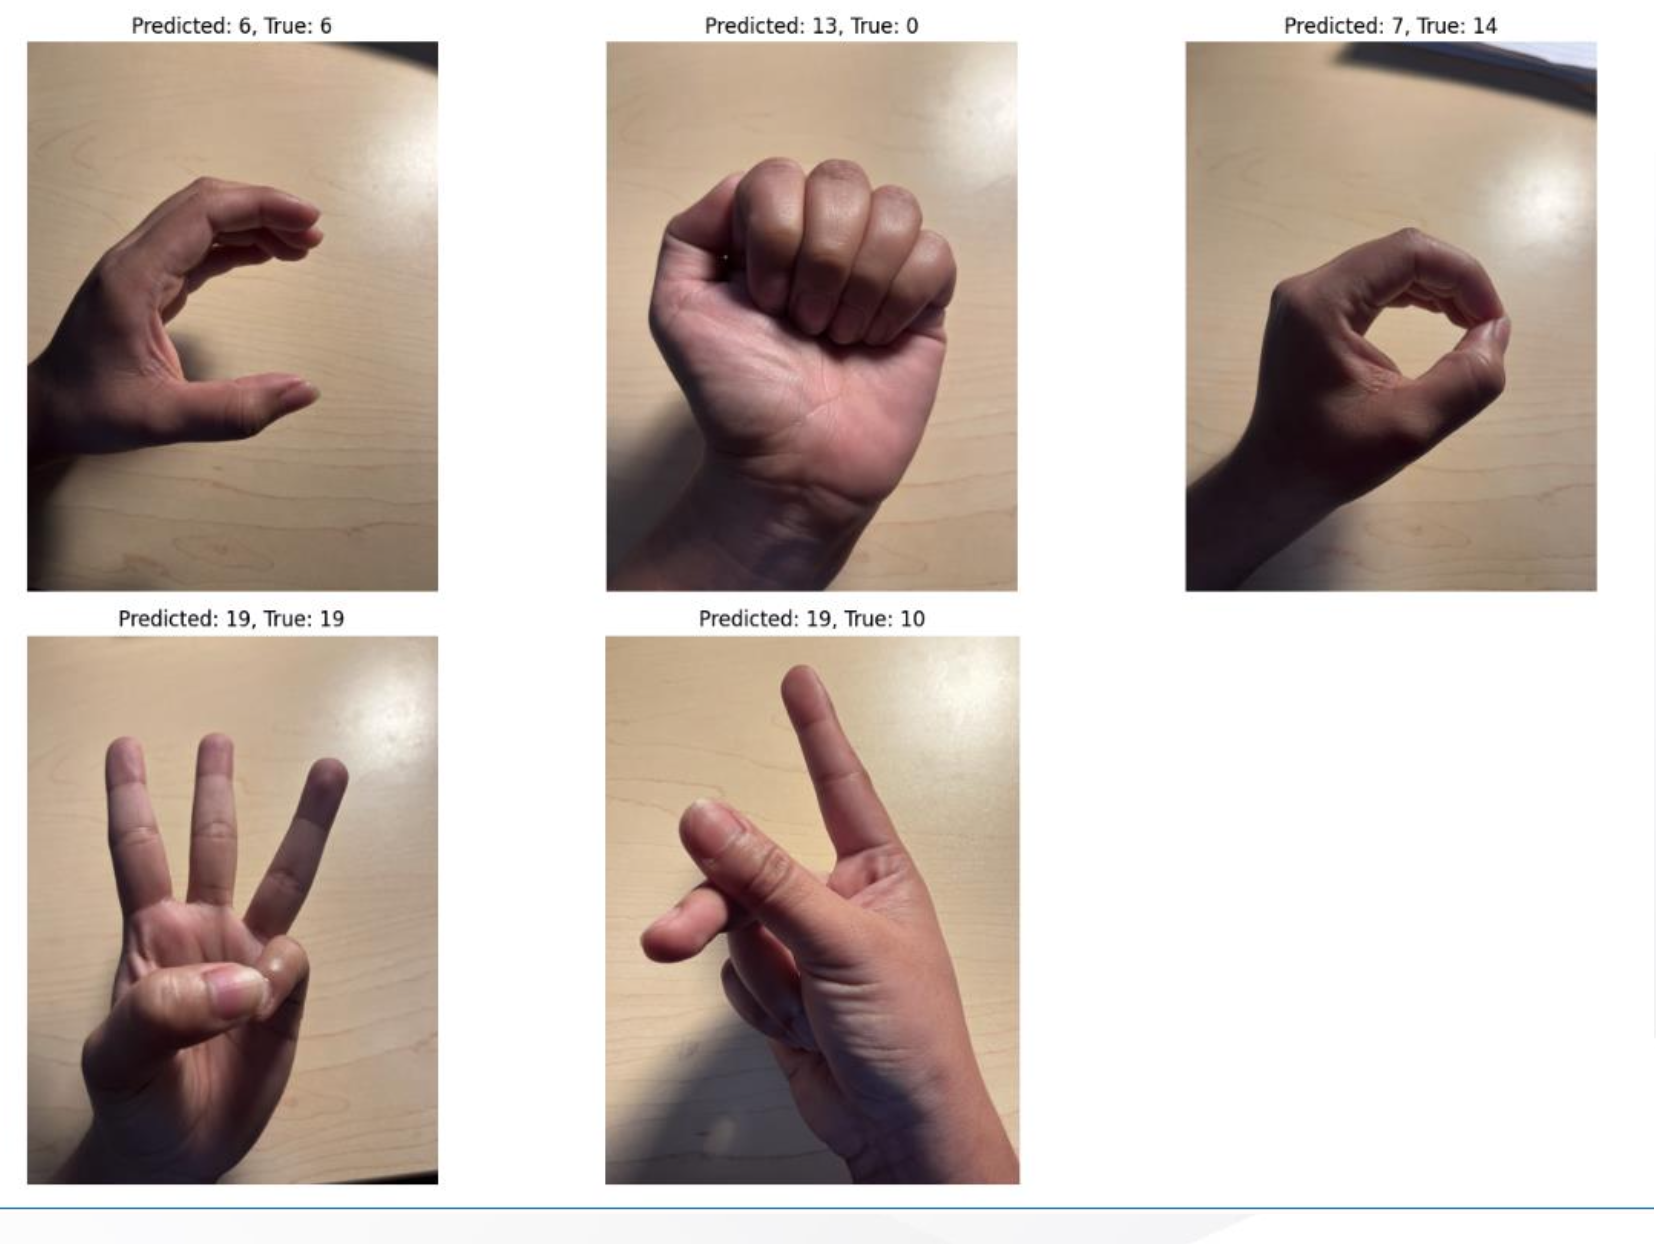 Predicted: 6, True: 6
Predicted: 13, True: 0
Predicted: 7, True: 14
Predicted: 19, True: 19
Predicted: 19, True: 10